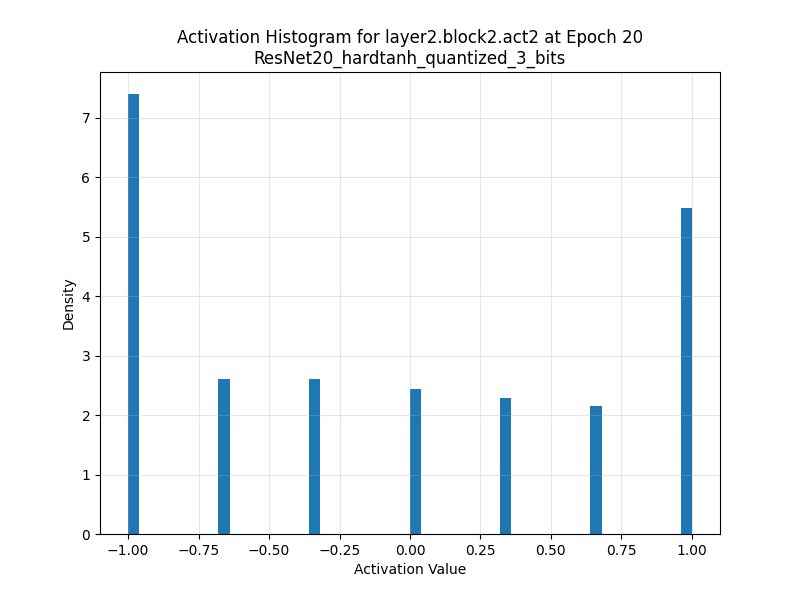 Activation Histogram for layer2.block2.act2 at Epoch 20
ResNet20_hardtanh_quantized_3_bits
Density
7
6
5
4
3
2
1
0
−1.00 −0.75 −0.50 −0.25 0.00 0.25 0.50 0.75 1.00
Activation Value